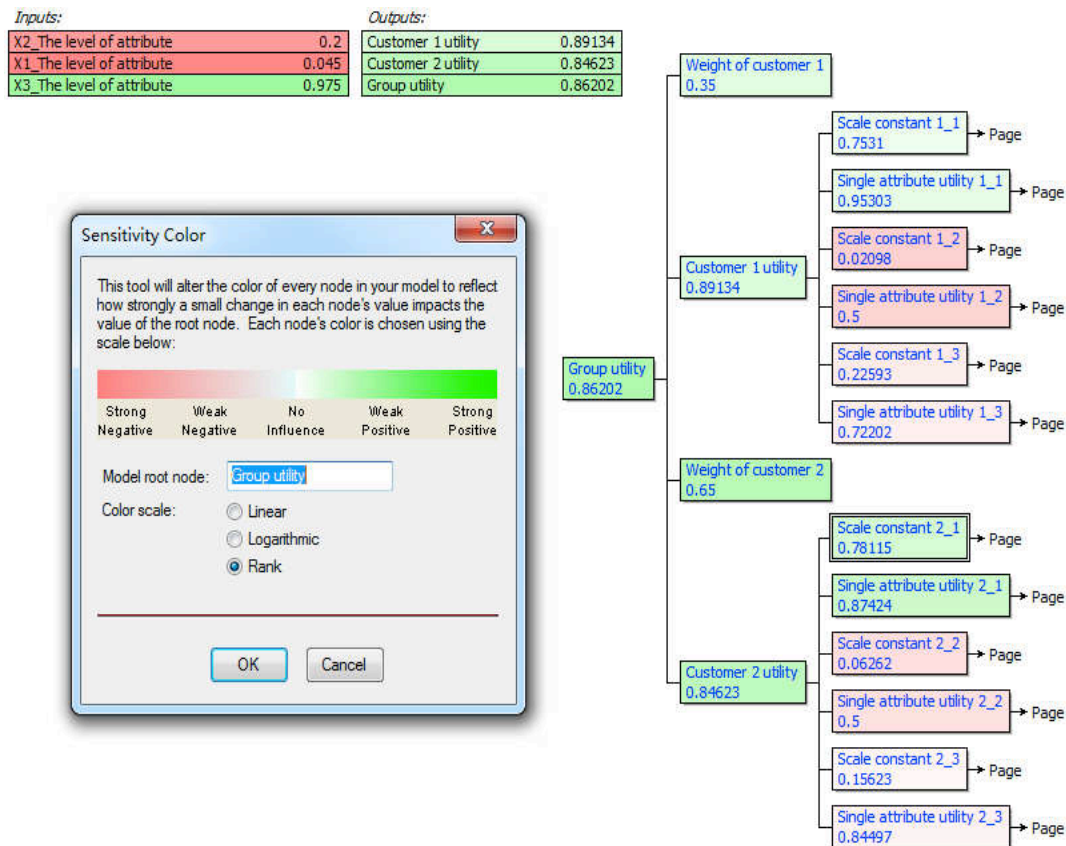 Inputs:
X2_The level of attribute 0.2
X1_The level of attribute 0.045
X3_The level of attribute 0.975
Outputs:
Customer 1 utility 0.89134
Customer 2 utility 0.84623
Group utility 0.86202
Sensitivity Color
This tool will alter the color of every node in your model to reflect
how strongly a small change in each node's value impacts the
value of the root node. Each node's color is chosen using the
scale below:
Strong Weak No Weak Strong
Negative Negative Influence Positive Positive
Model root node: Group utility
Color scale: Linear
Logarithmic
Rank
OK Cancel
Group utility
0.86202
Weight of customer 1
0.35
Customer 1 utility
0.89134
Scale constant 1_1
0.7531
Page
Single attribute utility 1_1
0.95303
Page
Scale constant 1_2
0.02098
Page
Single attribute utility 1_2
0.5
Page
Scale constant 1_3
0.22593
Page
Single attribute utility 1_3
0.72202
Page
Weight of customer 2
0.65
Customer 2 utility
0.84623
Scale constant 2_1
0.78115
Page
Single attribute utility 2_1
0.87424
Page
Scale constant 2_2
0.06262
Page
Single attribute utility 2_2
0.5
Page
Scale constant 2_3
0.15623
Page
Single attribute utility 2_3
0.84497
Page